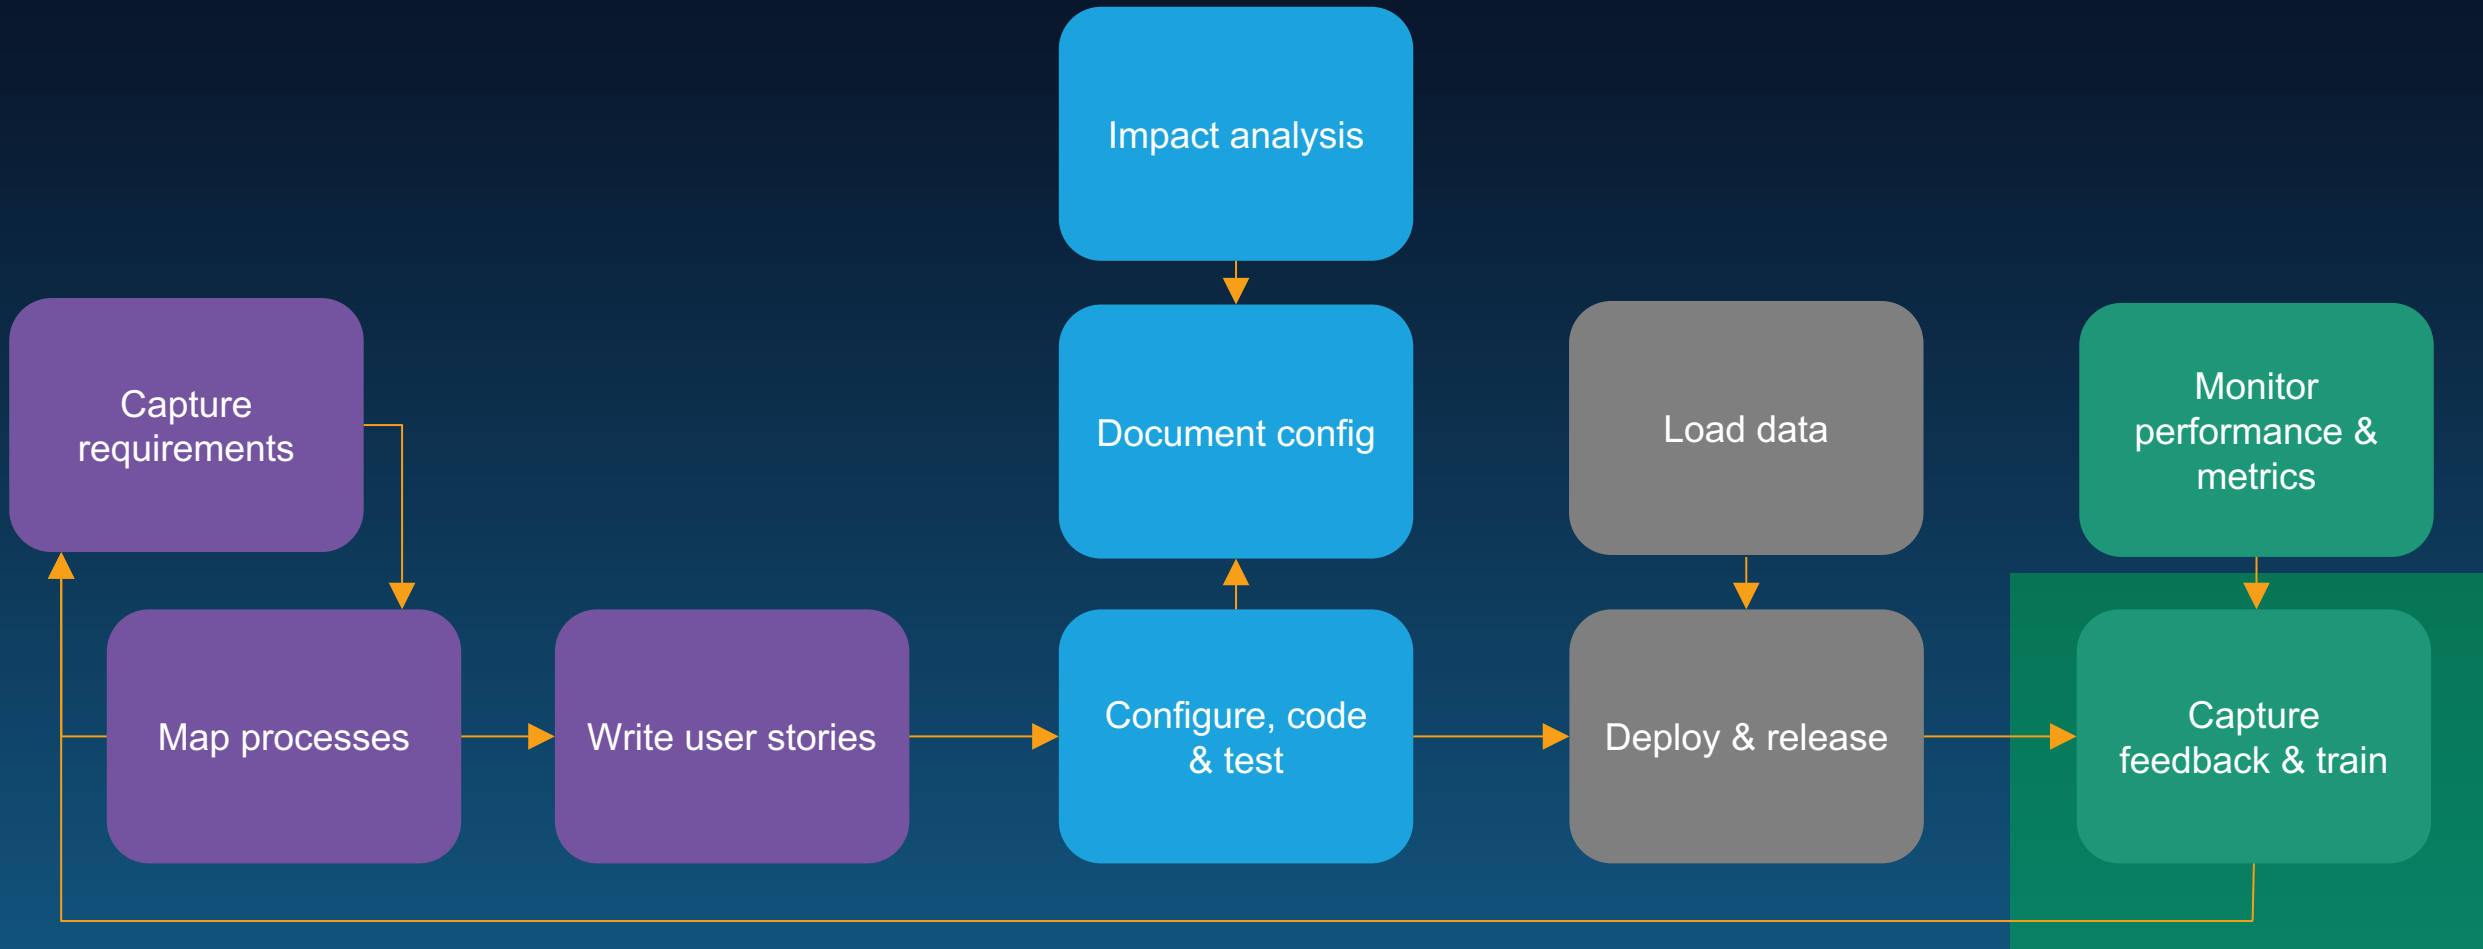 Impact analysis
Capture
requirements
Document config
Load data
Monitor
performance &
metrics
Map processes
Write user stories
Configure, code
& test
Deploy & release
Capture
feedback & train